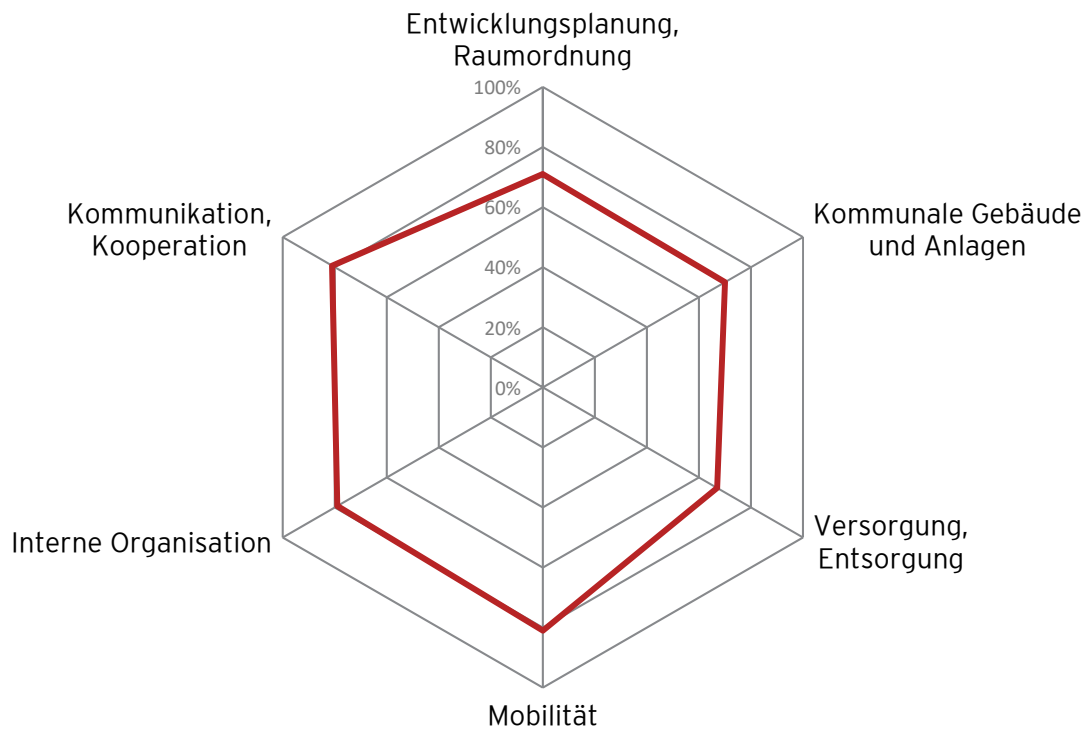 Entwicklungsplanung,
Raumordnung
100%
80%
60%
40%
20%
0%
Kommunale Gebäude
und Anlagen
Versorgung,
Entsorgung
Mobilität
Interne Organisation
Kommunikation,
Kooperation